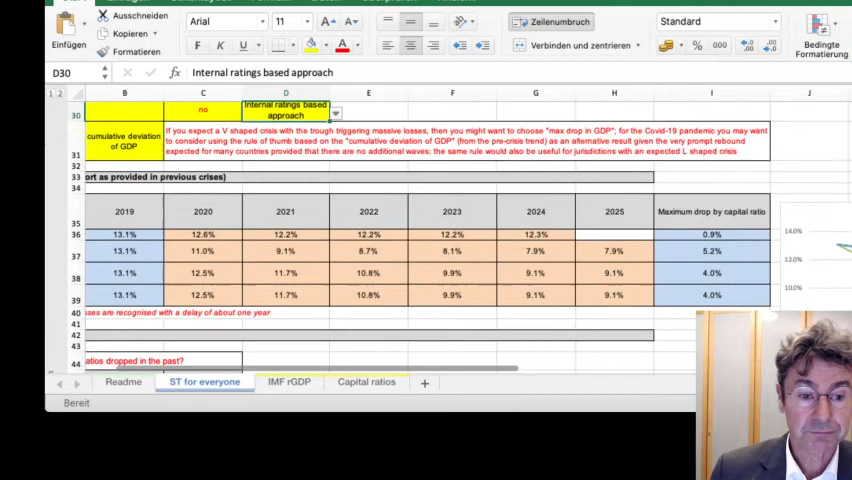 Start
Ausschneiden
Arial 11 A A
Zeilenumbruch
Standard
Kopieren
Einfügen
Formatieren
F K U A
Verbinden und zentrieren
% 000
Bedingte
Formatierung
D30
fx Internal ratings based approach
1 2 B C D E F G H I J
30 no Internal ratings based
approach
31 cumulative deviation
of GDP
If you expect a V shaped crisis with the trough triggering massive losses, then you might want to choose "max drop in GDP"; for the Covid-19 pandemic you may want
to consider using the rule of thumb based on the "cumulative deviation of GDP" (from the pre-crisis trend) as an alternative result given the very prompt rebound
expected for many countries provided that there are no additional waves; the same rule would also be useful for jurisdictions with an expected L shaped crisis
32
33 ort as provided in previous crises)
34
35 2019 2020 2021 2022 2023 2024 2025 Maximum drop by capital ratio
36 13.1% 12.6% 12.2% 12.2% 12.2% 12.3% 0.9%
37 13.1% 11.0% 9.1% 8.7% 8.1% 7.9% 7.9% 5.2%
38 13.1% 12.5% 11.7% 10.8% 9.9% 9.1% 9.1% 4.0%
39 13.1% 12.5% 11.7% 10.8% 9.9% 9.1% 9.1% 4.0%
14.0%
12.0%
10.0%
40 sses are recognised with a delay of about one year
41
42
43
44 atios dropped in the past?
Readme ST for everyone IMF rGDP Capital ratios +
Bereit